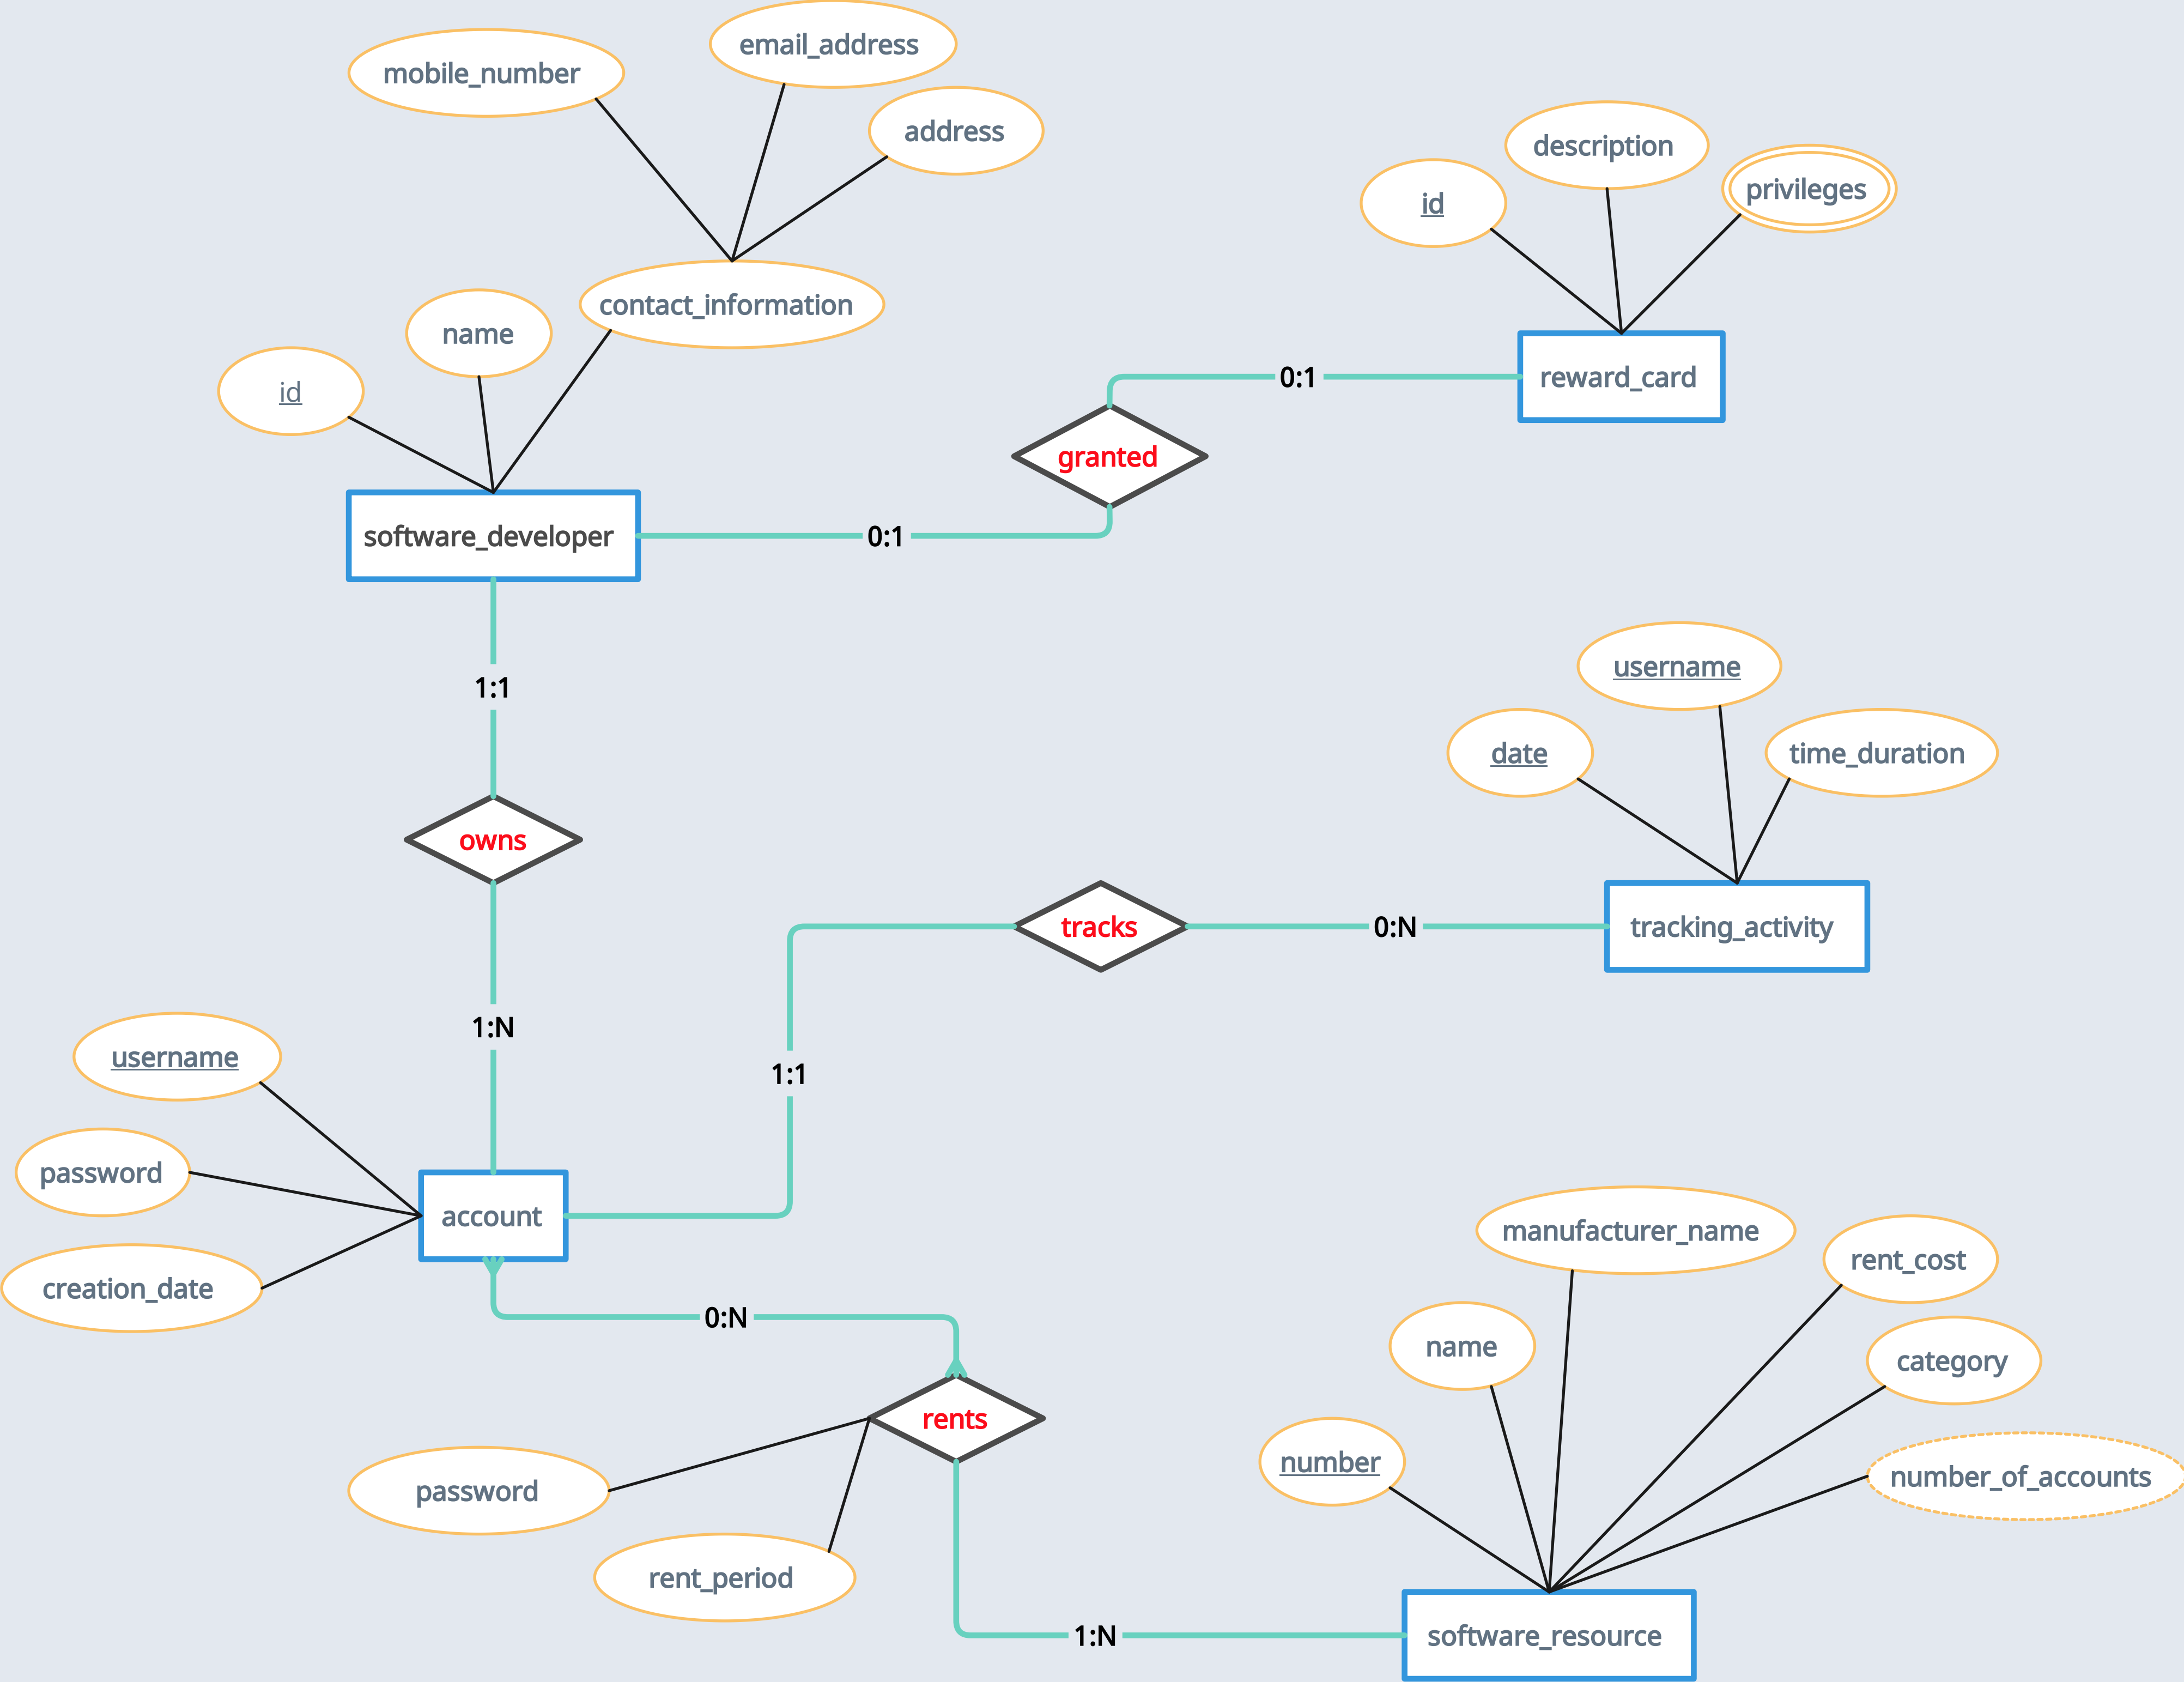 email_address
mobile_number
address
description
privileges
id
contact_information
name
id
0:1
reward_card
granted
software_developer
0:1
username
1:1
date
time_duration
owns
tracks
0:N
tracking_activity
1:N
username
1:1
password
account
manufacturer_name
rent_cost
creation_date
0:N
name
category
rents
number
number_of_accounts
password
rent_period
1:N
software_resource